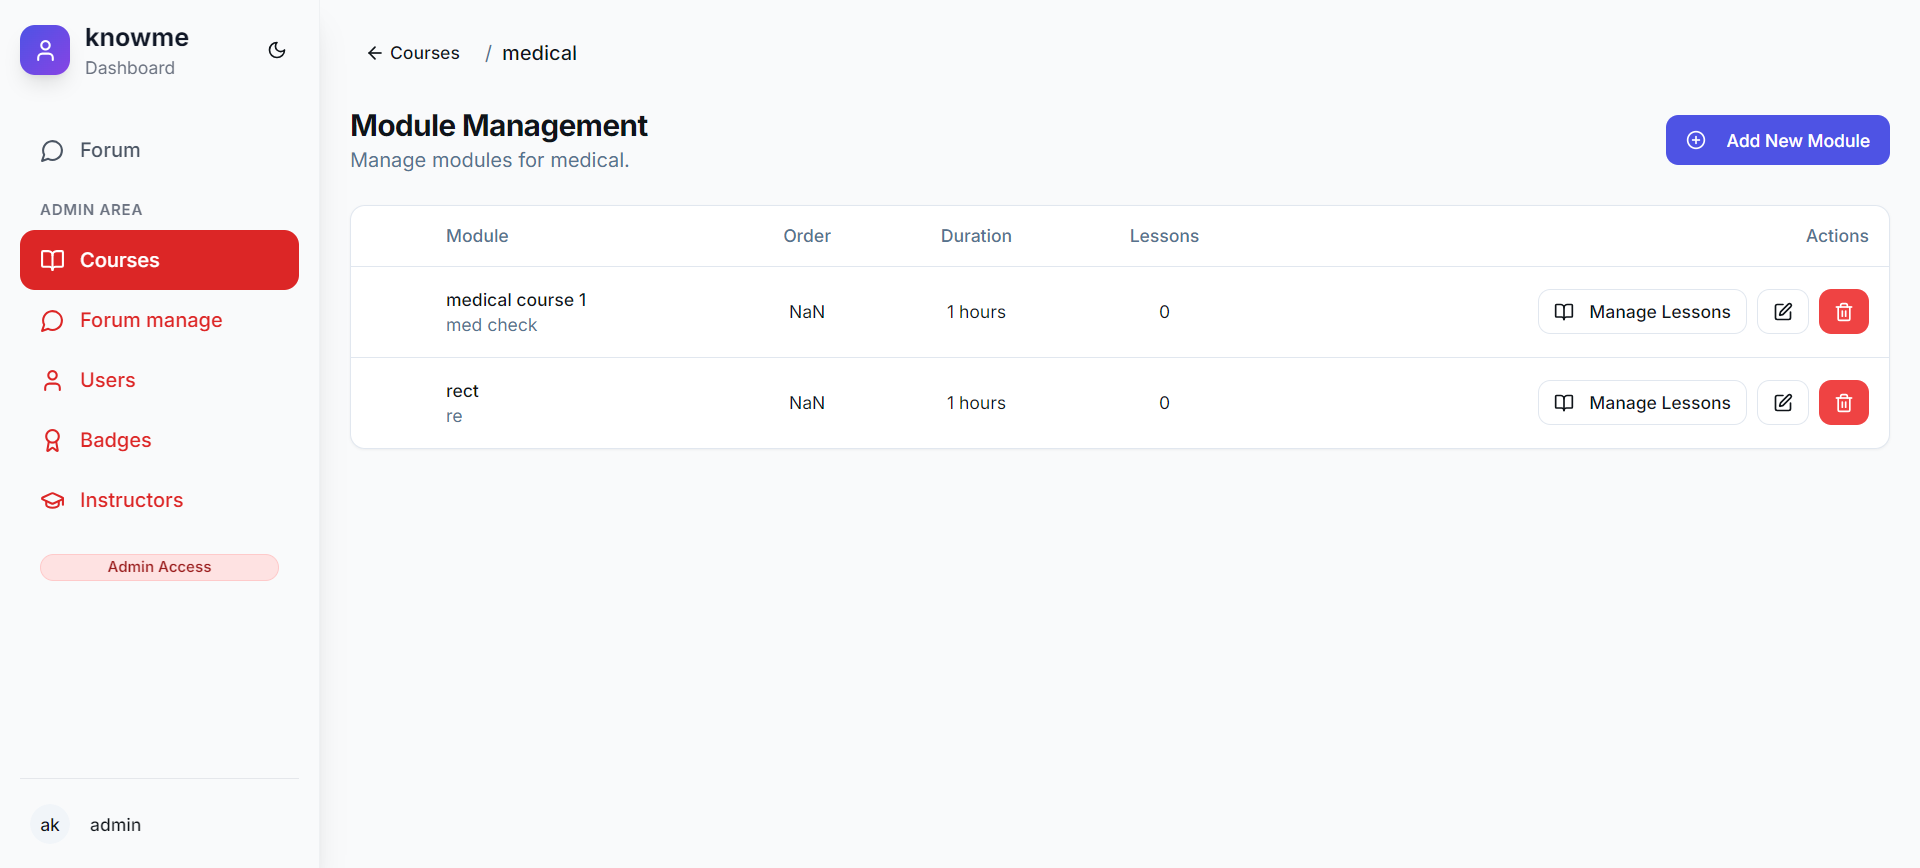 knowme
Dashboard
Forum
ADMIN AREA
Courses
Forum manage
Users
Badges
Instructors
Admin Access
ak admin
Courses / medical
Module Management
Manage modules for medical.
Add New Module
Module Order Duration Lessons Actions
medical course 1
med check
NaN 1 hours 0 Manage Lessons
rect
re
NaN 1 hours 0 Manage Lessons